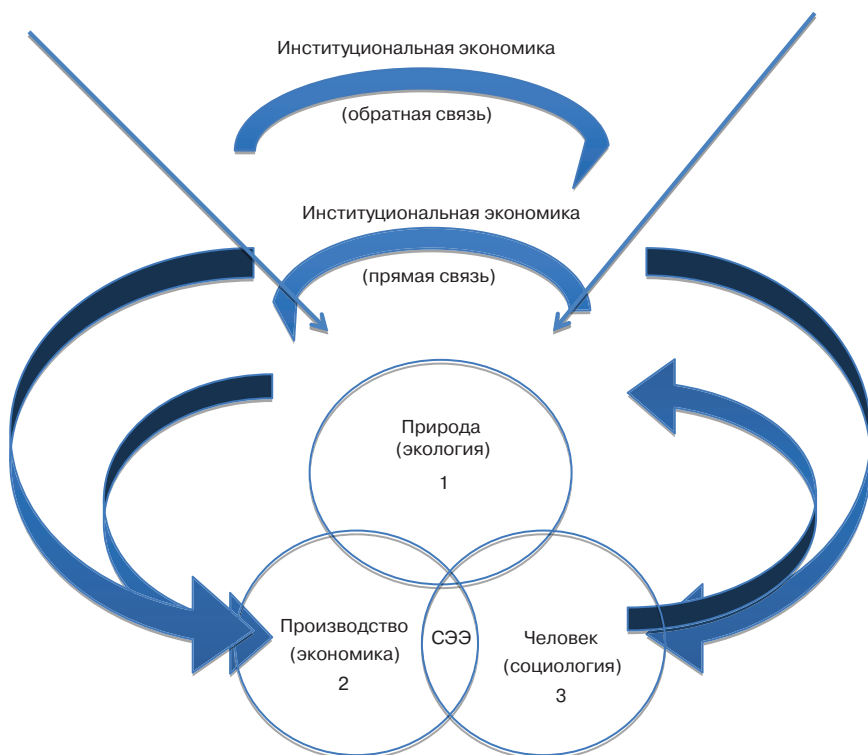 Институциональная экономика
(обратная связь)
Институциональная экономика
(прямая связь)
Природа
(экология)
1
Производство
(экономика)
2
СЭЭ
Человек
(социология)
3